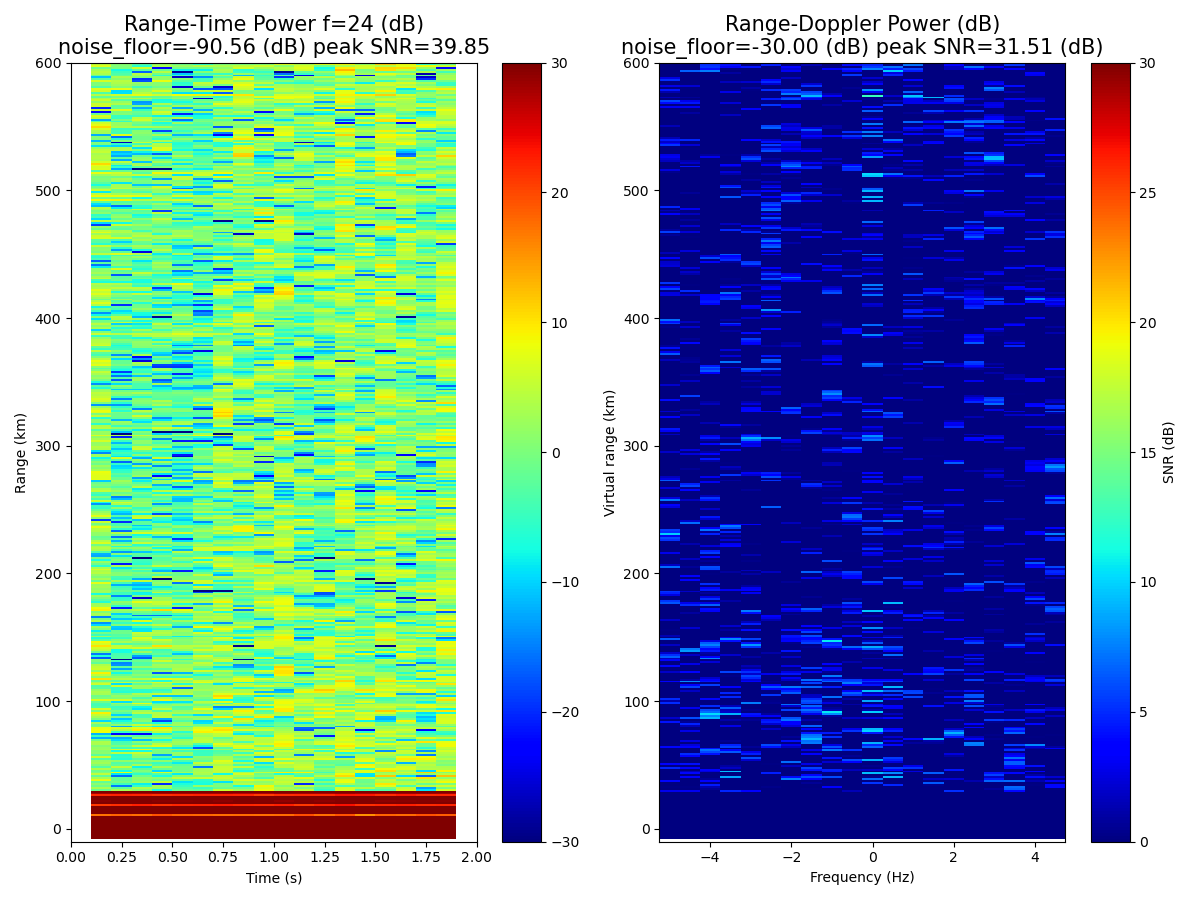 Range-Time Power f=24 (dB)
noise_floor=-90.56 (dB) peak SNR=39.85
600
500
400
300
200
100
0
Range (km)
0.00 0.25 0.50 0.75 1.00 1.25 1.50 1.75 2.00
Time (s)
30
20
10
0
−10
−20
−30
Range-Doppler Power (dB)
noise_floor=-30.00 (dB) peak SNR=31.51 (dB)
600
500
400
300
200
100
0
Virtual range (km)
−4 −2 0 2 4
Frequency (Hz)
30
25
20
15
10
5
0
SNR (dB)